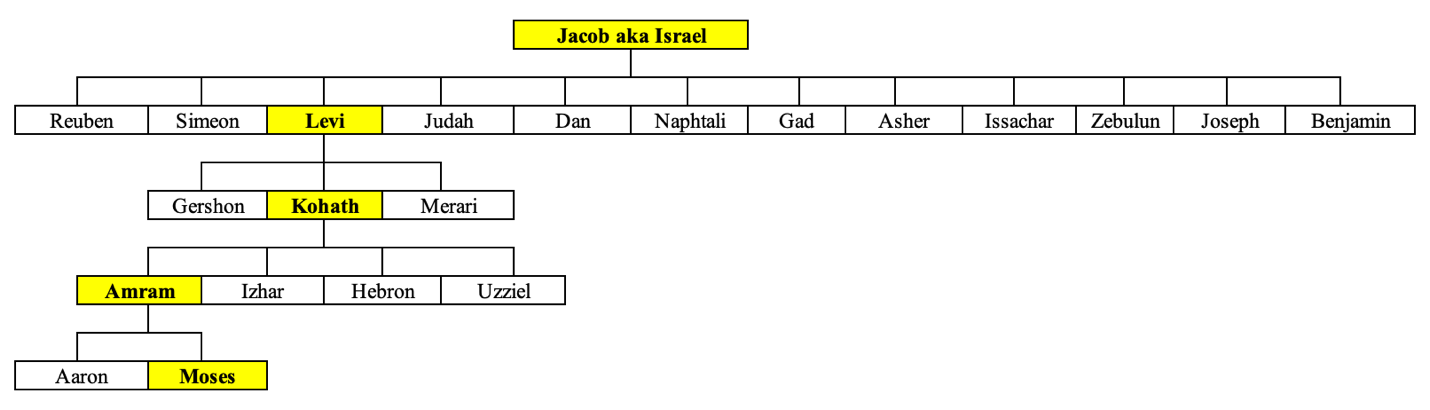 Jacob aka Israel
Reuben Simeon Levi Judah Dan Naphtali Gad Asher Issachar Zebulun Joseph Benjamin
Gershon Kohath Merari
Amram Izhar Hebron Uzziel
Aaron Moses